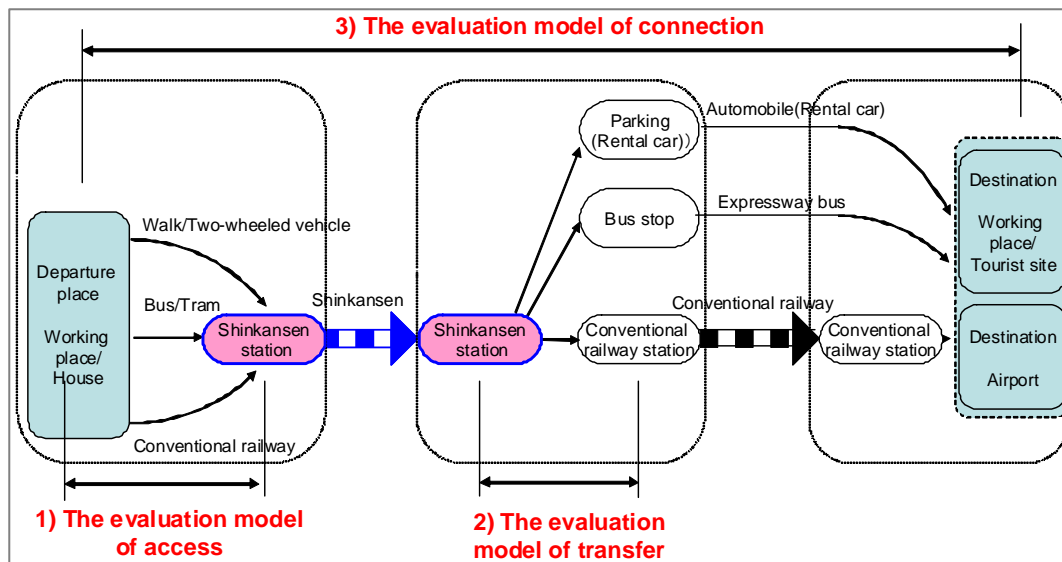 3) The evaluation model of connection
Departure
place
Working
place/
House
Walk/Two-wheeled vehicle
Bus/Tram
Conventional railway
Shinkansen
station
Shinkansen
Shinkansen
station
Parking
(Rental car))
Bus stop
Conventional
railway station
Automobile(Rental car)
Expressway bus
Conventional railway
Conventional
railway station
Destination
Working
place/
Tourist site
Destination
Airport
1) The evaluation model
of access
2) The evaluation
model of transfer